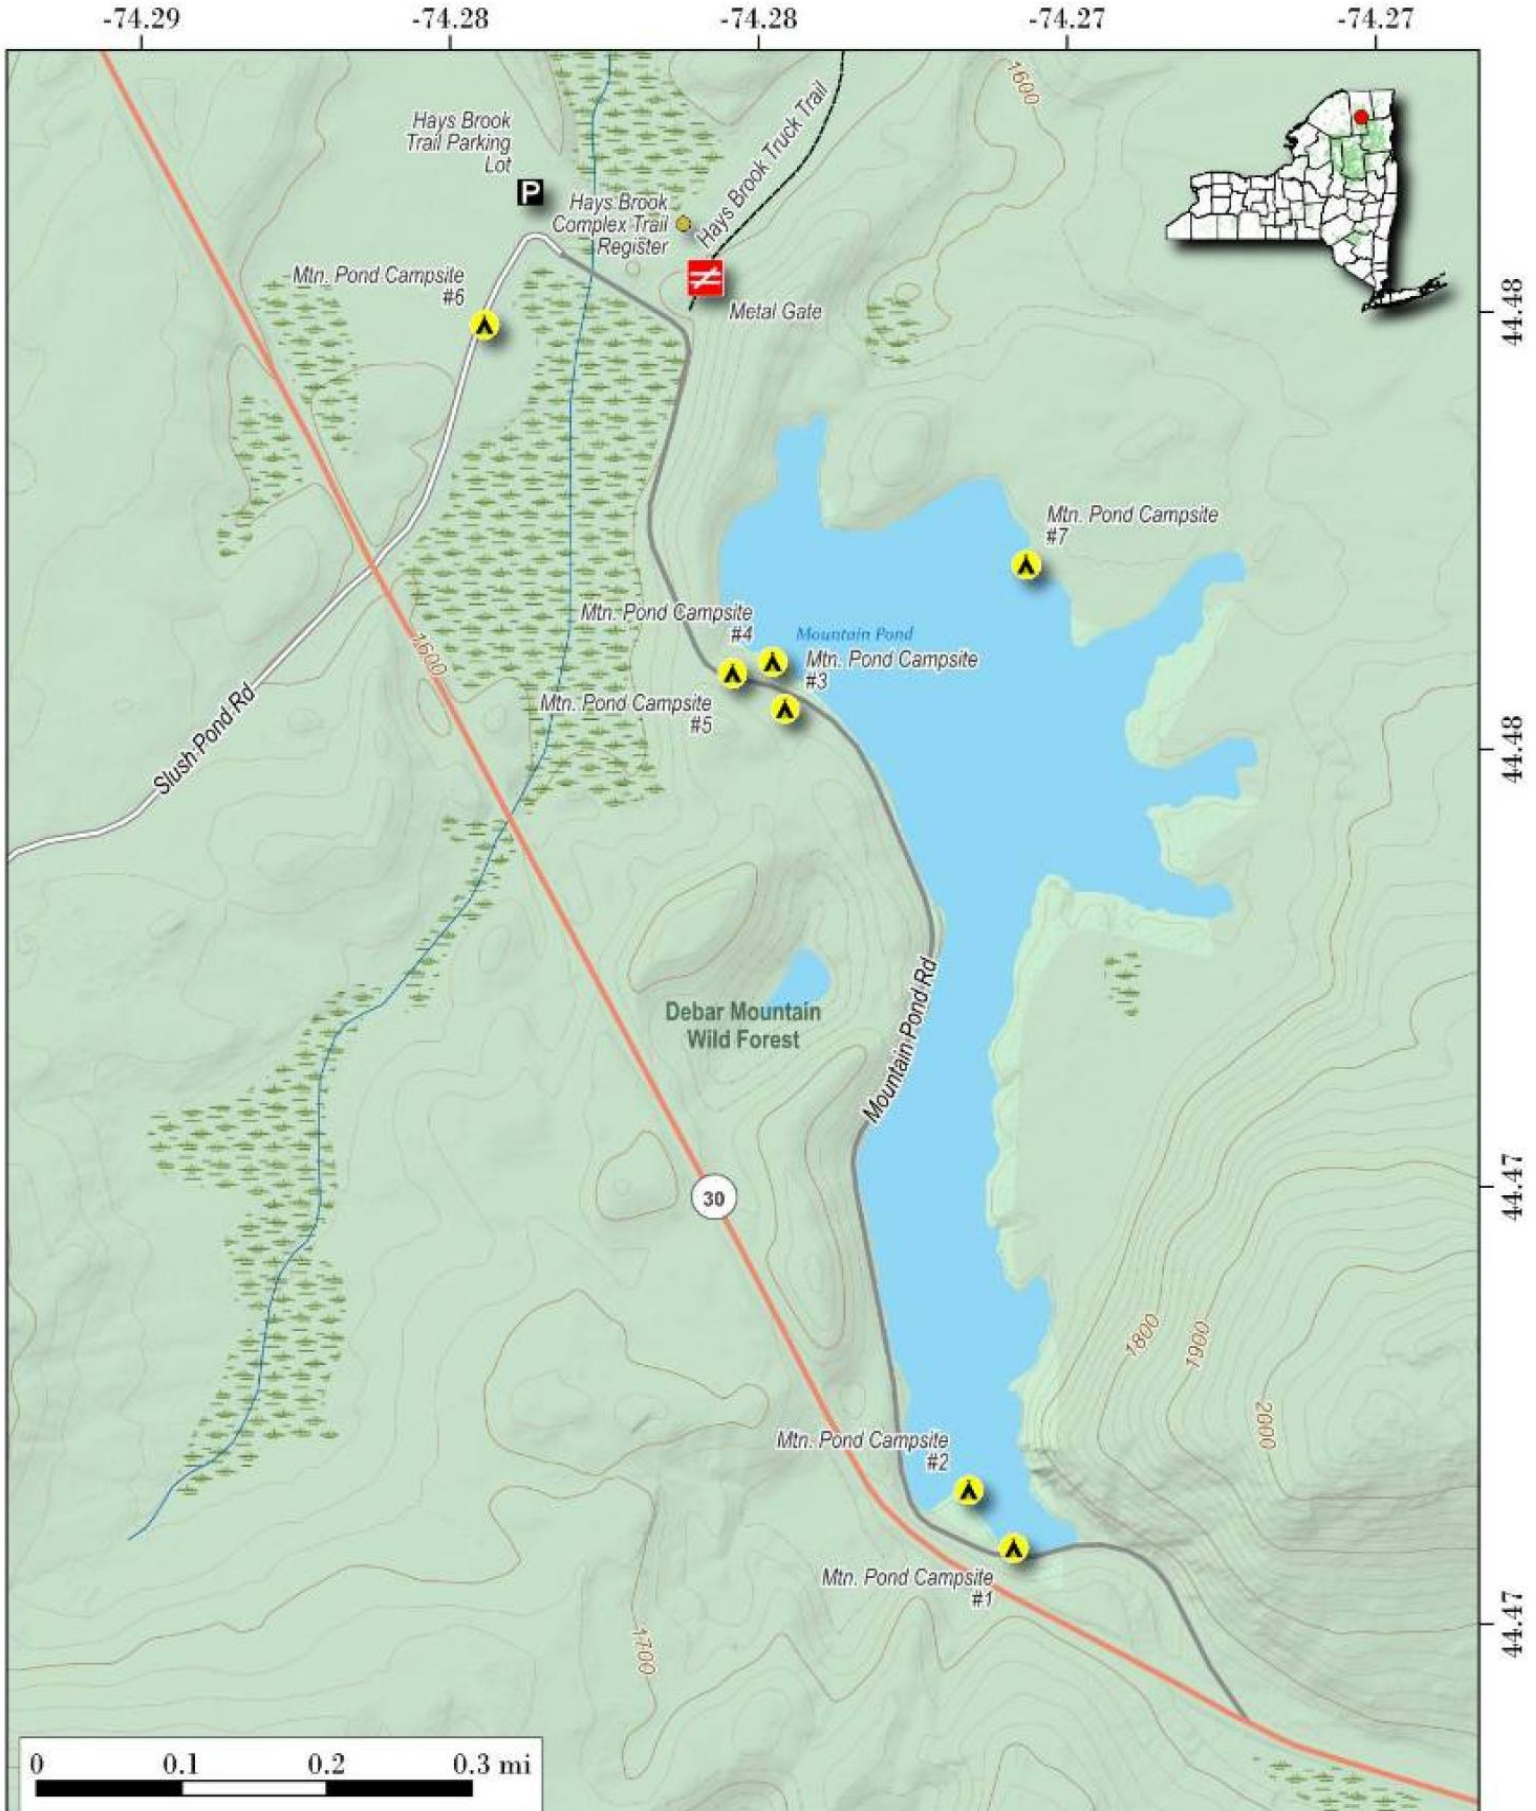 -74.29 -74.28 -74.28 -74.27 -74.27
1600
Hays Brook
Trail Parking
Lot
P
Hays Brook Truck Trail
Hays Brook
Complex Trail
Register
Mtn. Pond Campsite
#6
Metal Gate
44.48
Mtn. Pond Campsite
#7
Mtn. Pond Campsite
#4
Mountain Pond
Mtn. Pond Campsite
#3
1600
Mtn. Pond Campsite
#5
Slush Pond Rd
44.48
Debar Mountain
Wild Forest
Mountain Pond Rd
44.47
30
1800
1900
2000
Mtn. Pond Campsite
#2
Mtn. Pond Campsite
#1
1700
44.47
0 0.1 0.2 0.3 mi